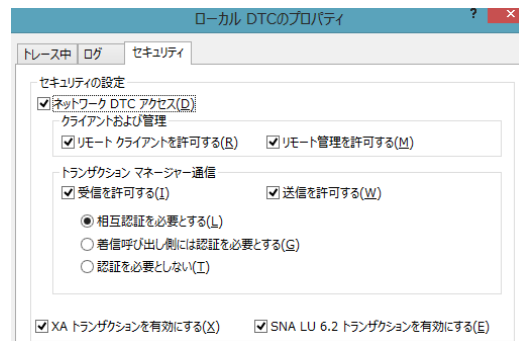 ローカル DTCのプロパティ ? ×
トレース中 ログ セキュリティ
セキュリティの設定
ネットワーク DTC アクセス(D)
クライアントおよび管理
リモート クライアントを許可する(R) リモート管理を許可する(M)
トランザクション マネージャー通信
受信を許可する(I) 送信を許可する(W)
相互認証を必要とする(L)
着信呼び出し側には認証を必要とする(G)
認証を必要としない(T)
XA トランザクションを有効にする(X) SNA LU 6.2 トランザクションを有効にする(E)